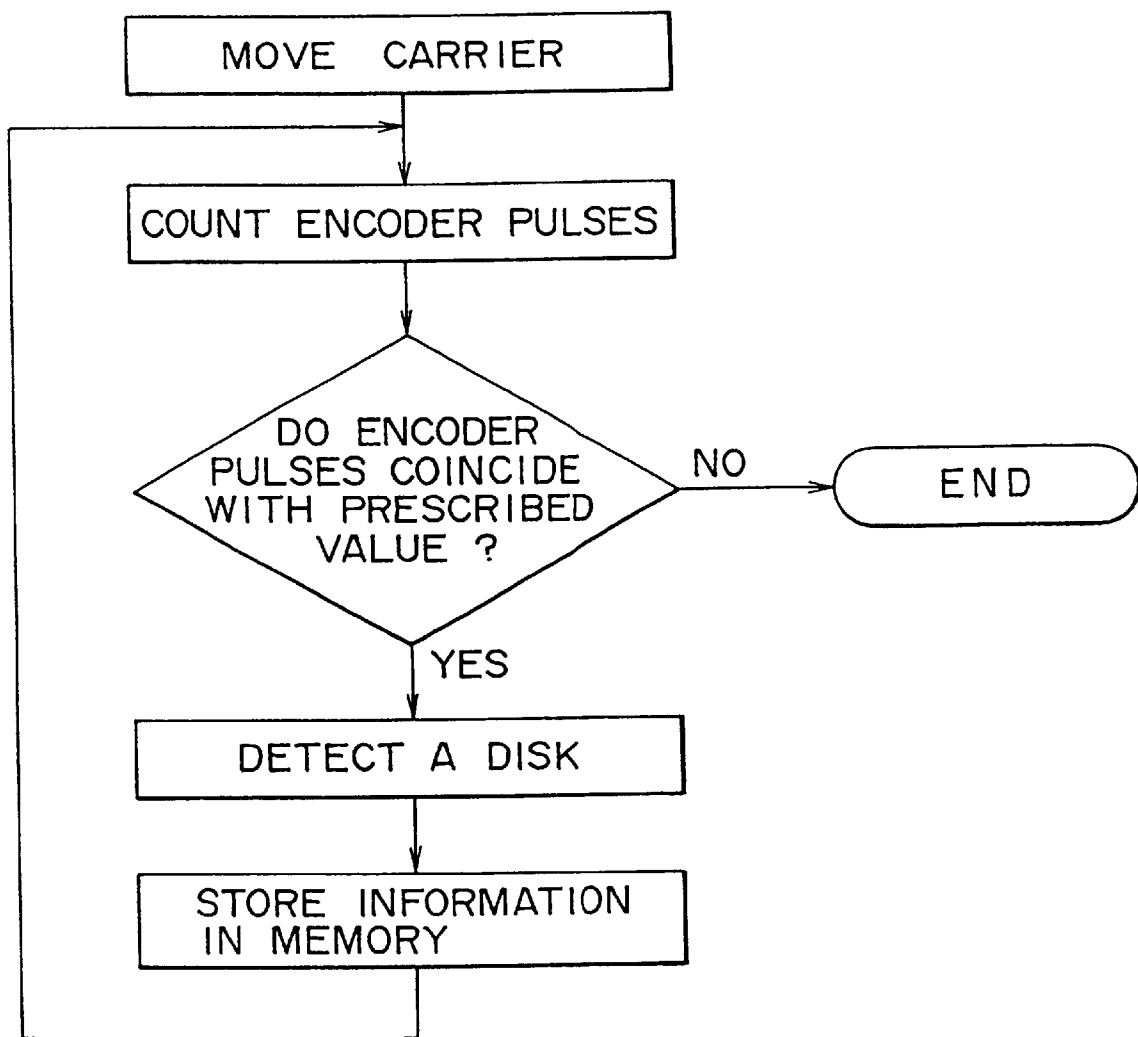 MOVE CARRIER
COUNT ENCODER PULSES
DO ENCODER
PULSES COINCIDE
WITH PRESCRIBED
VALUE ?
NO
END
YES
DETECT A DISK
STORE INFORMATION
IN MEMORY